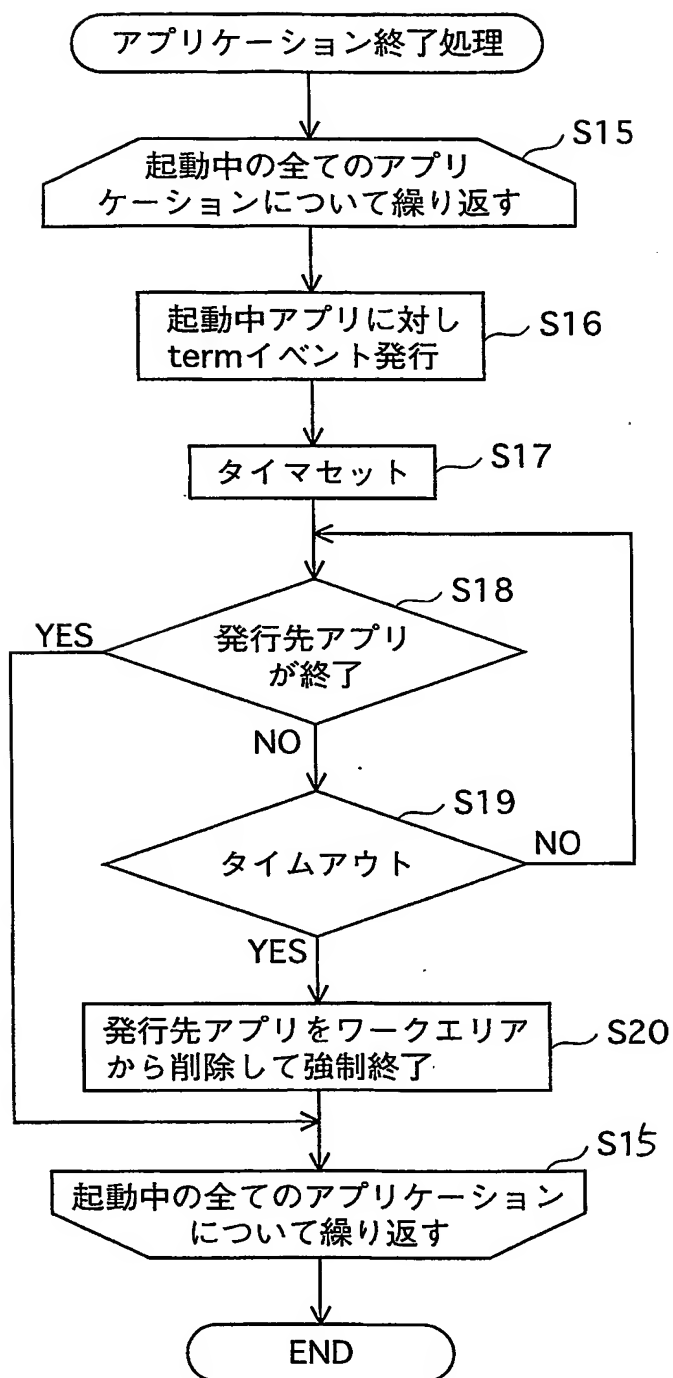 アプリケーション終了処理
S15
起動中の全てのアプリ
ケーションについて繰り返す
起動中アプリに対し
termイベント発行
S16
タイマセット
S17
S18
YES
発行先アプリ
が終了
NO
S19
タイムアウト
NO
YES
発行先アプリをワークエリア
から削除して強制終了
S20
S15
起動中の全てのアプリケーション
について繰り返す
END